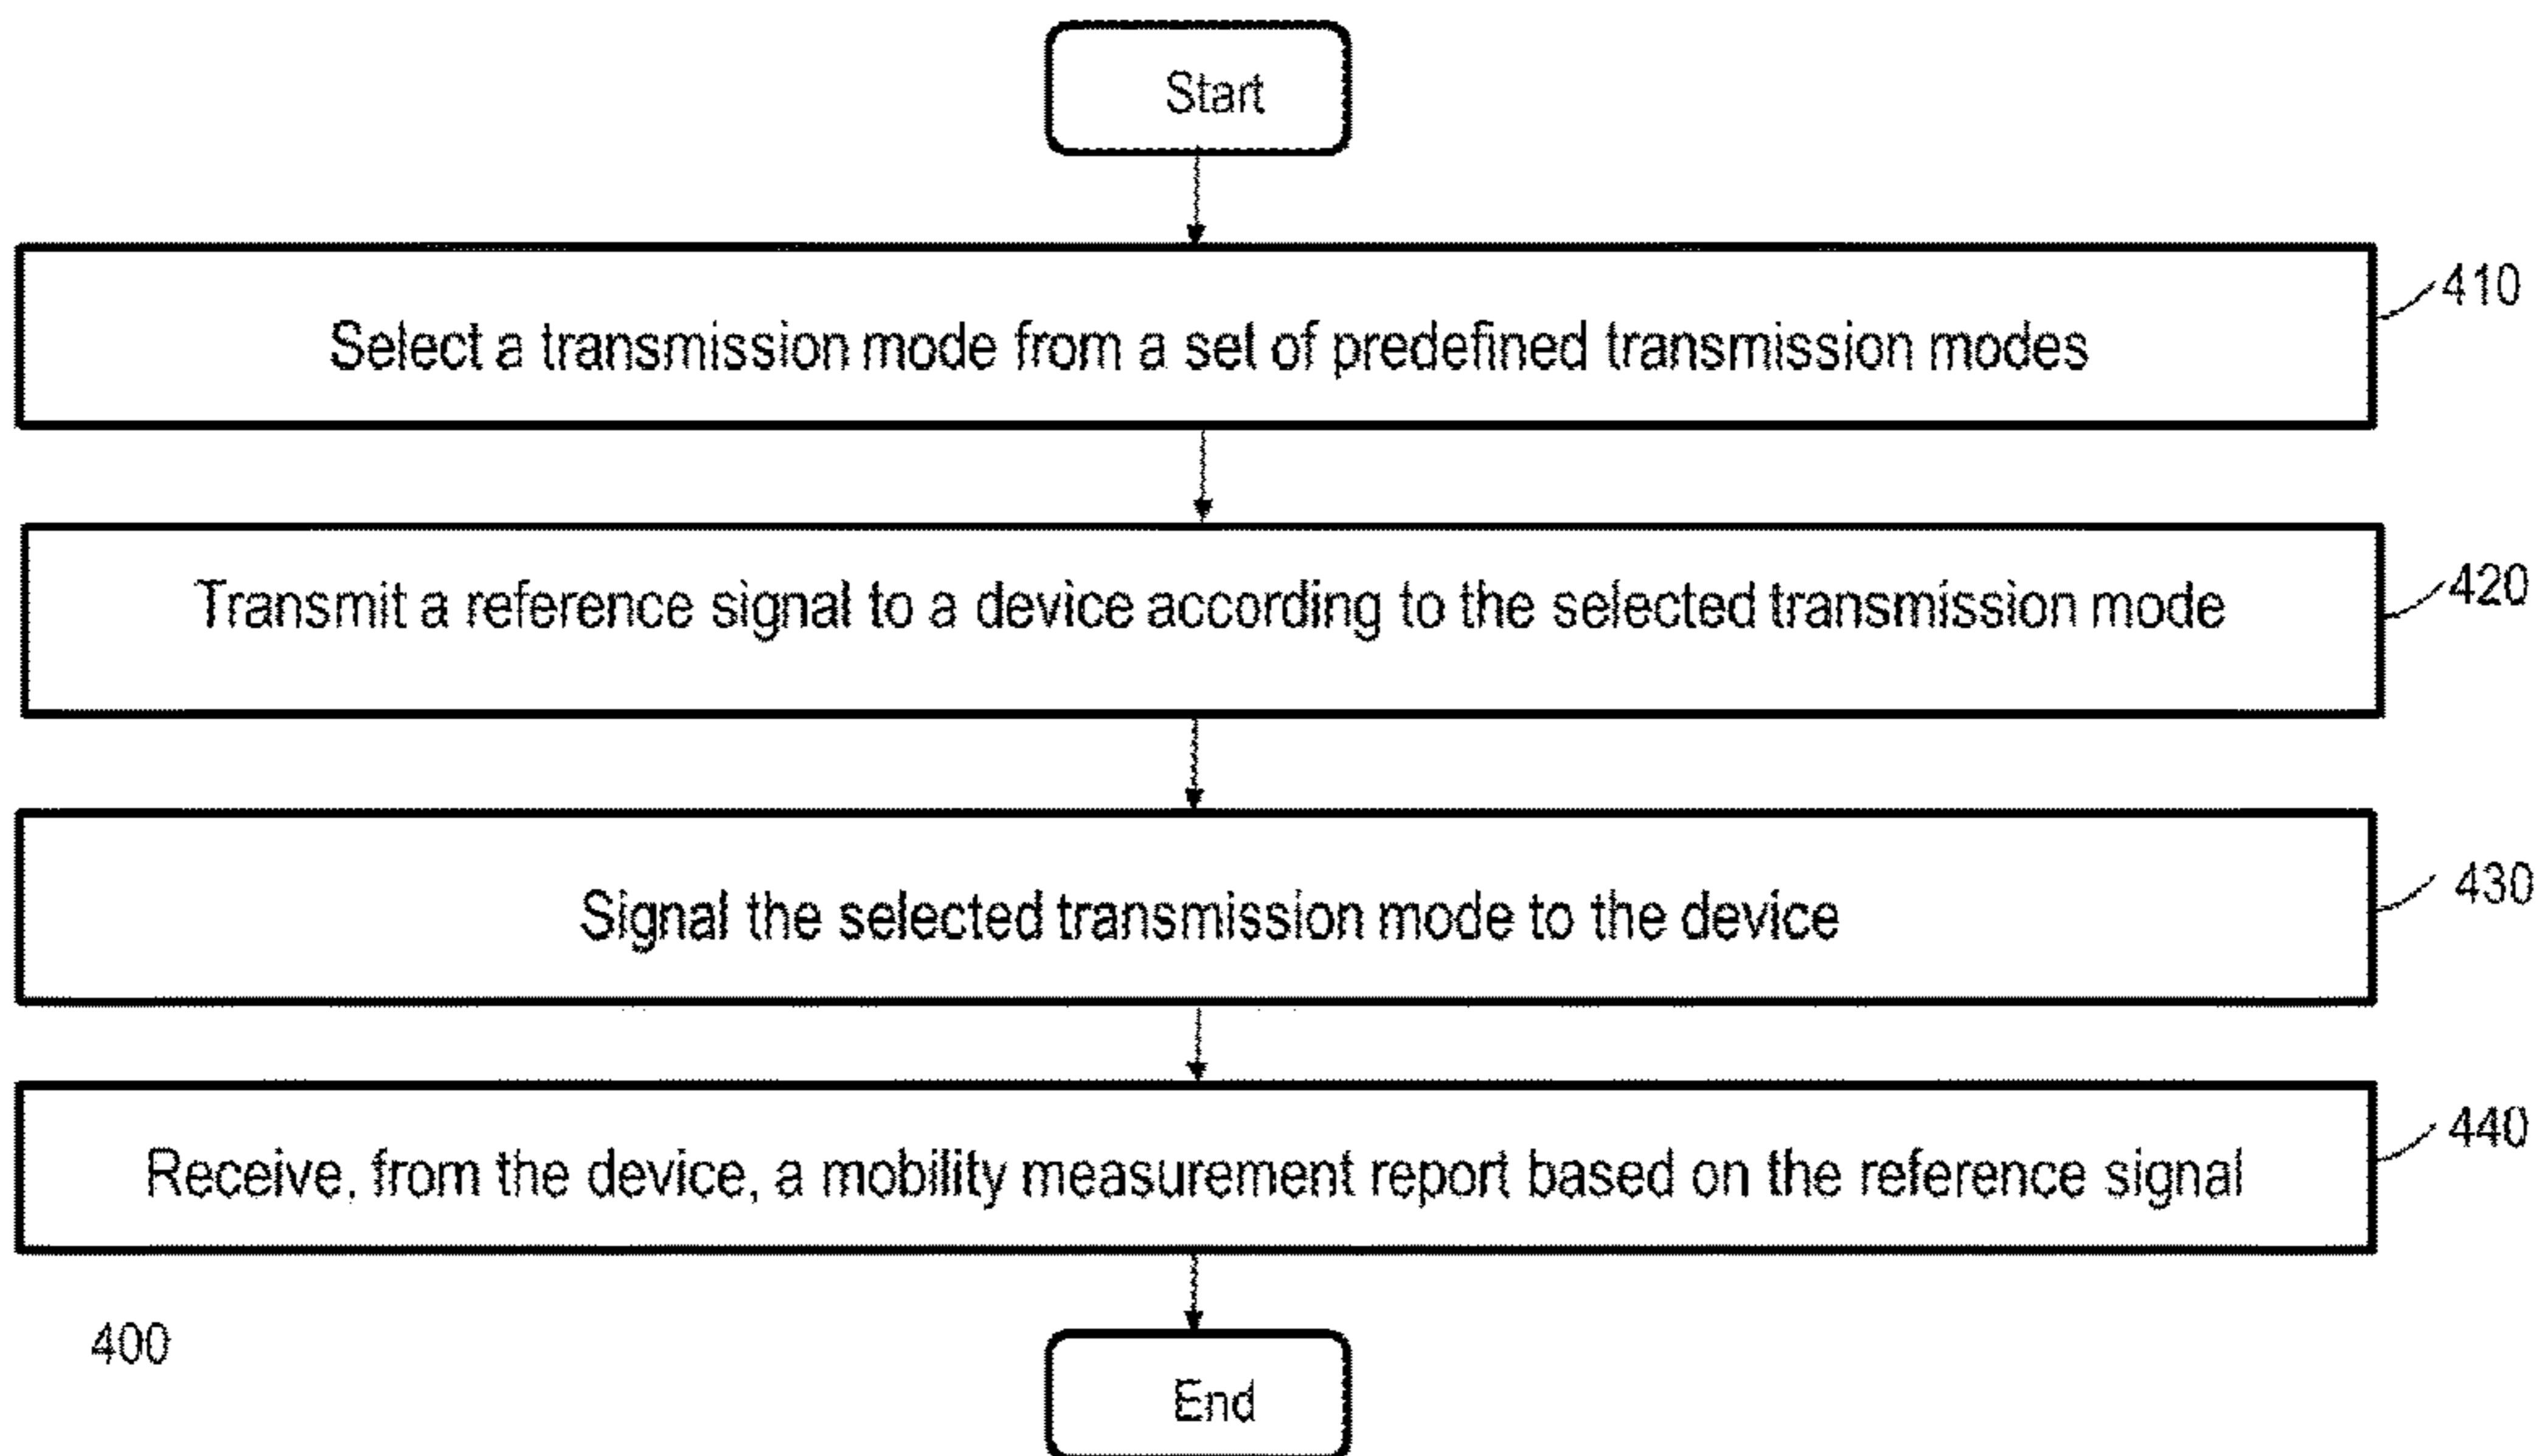 Start
Select a transmission mode from a set of predefined transmission modes
410
Transmit a reference signal to a device according to the selected transmission mode
420
Signal the selected transmission mode to the device
430
Receive, from the device, a mobility measurement report based on the reference signal
440
400
End